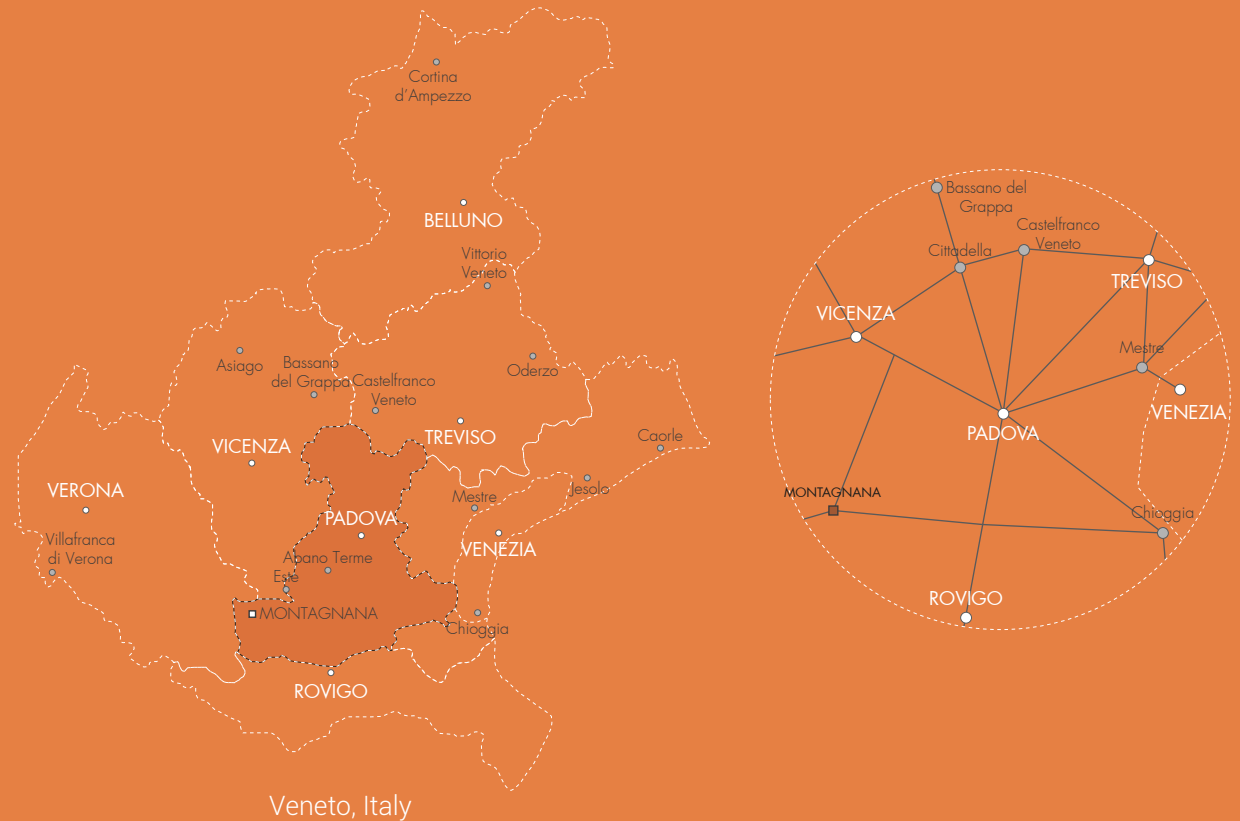 Cortina
d'Ampezzo
BELLUNO
Vittorio
Veneto
Asiago
Bassano
del Grappa
Castelfranco
Veneto
Oderzo
VICENZA
TREVISO
Caorle
VERONA
Mestre
Jesolo
PADOVA
VENEZIA
Villafranca
di Verona
Abano Terme
Este
MONTAGNANA
Chioggia
ROVIGO
Veneto, Italy
Bassano del
Grappa
Castelfranco
Veneto
Cittadella
TREVISO
VICENZA
Mestre
VENEZIA
PADOVA
MONTAGNANA
Chioggia
ROVIGO